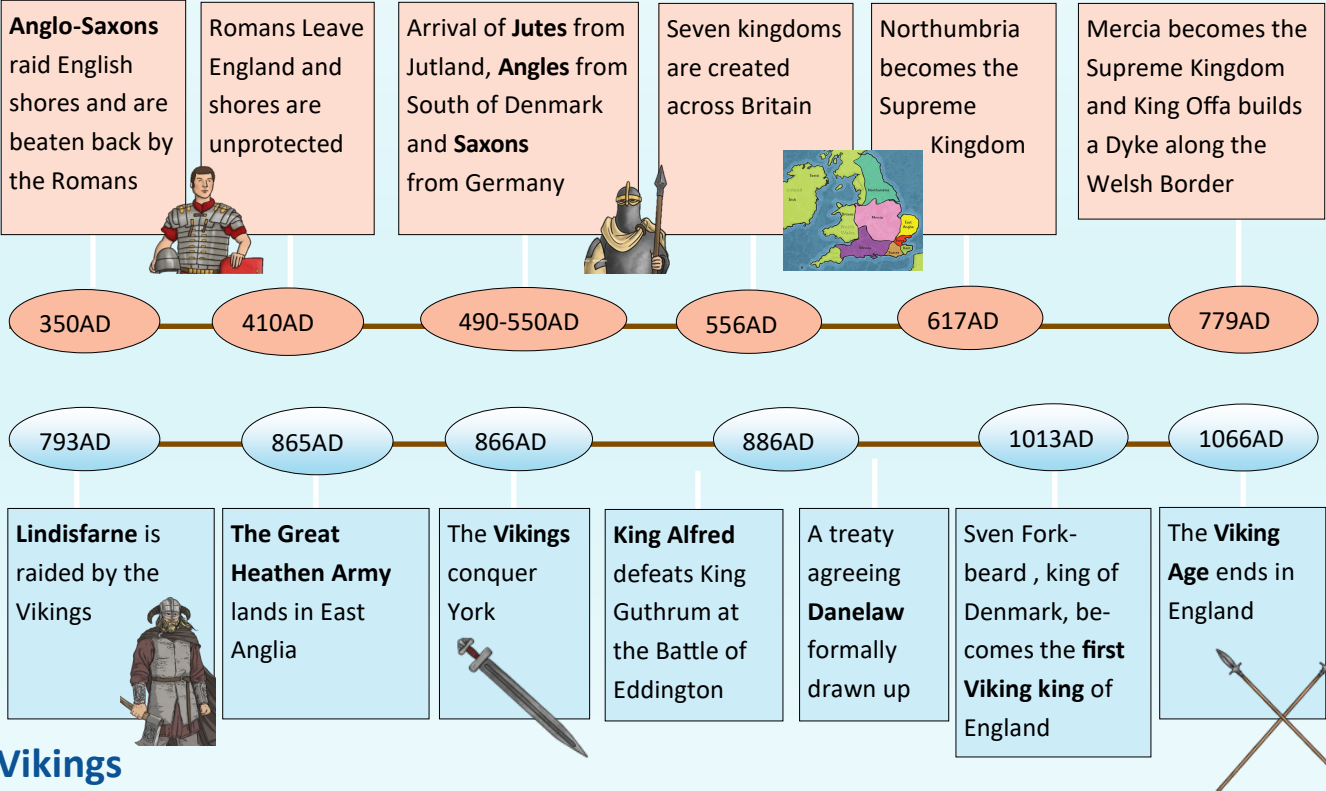 Anglo-Saxons
raid English
shores and are
beaten back by
the Romans
Romans Leave
England and
shores are
unprotected
Arrival of Jutes from
Jutland, Angles from
South of Denmark
and Saxons
from Germany
Seven kingdoms
are created
across Britain
Northumbria
becomes the
Supreme
Kingdom
Mercia becomes the
Supreme Kingdom
and King Offa builds
a Dyke along the
Welsh Border
Northumbria
Mercia
350AD
410AD
490-550AD
556AD
617AD
779AD
793AD
865AD
866AD
886AD
1013AD
1066AD
Lindisfarne is
raided by the
Vikings
The Great
Heathen Army
lands in East
Anglia
The Vikings
conquer
York
King Alfred
defeats King
Guthrum at
the Battle of
Eddington
A treaty
agreeing
Danelaw
formally
drawn up
Sven Fork-
beard , king of
Denmark, be-
comes the first
Viking king of
England
The Viking
Age ends in
England
Vikings